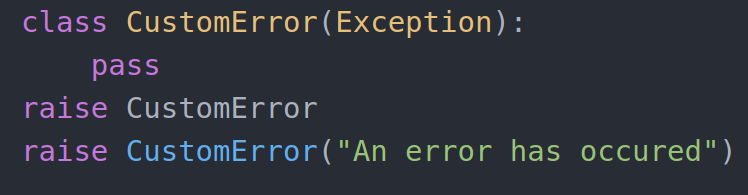 class CustomError(Exception):
    pass
raise CustomError
raise CustomError("An error has occured")